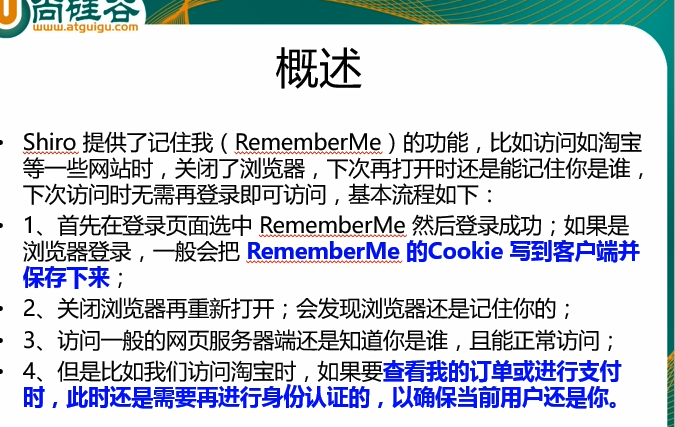 尚硅谷
www.atguigu.com
概述
• Shiro 提供了记住我（RememberMe）的功能，比如访问如淘宝
等一些网站时，关闭了浏览器，下次再打开时还是能记住你是谁，
下次访问时无需再登录即可访问，基本流程如下：
• 1、首先在登录页面选中 RememberMe 然后登录成功；如果是
浏览器登录，一般会把 RememberMe 的Cookie 写到客户端并
保存下来；
• 2、关闭浏览器再重新打开；会发现浏览器还是记住你的；
• 3、访问一般的网页服务器端还是知道你是谁，且能正常访问；
• 4、但是比如我们访问淘宝时，如果要查看我的订单或进行支付
时，此时还是需要再进行身份认证的，以确保当前用户还是你。